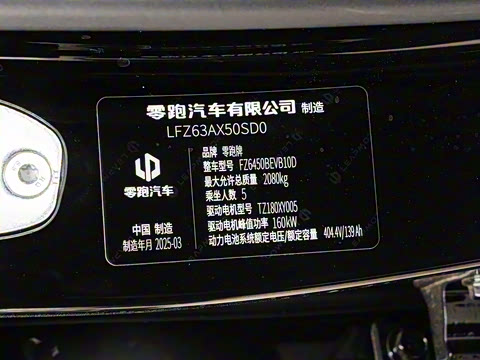 零跑汽车有限公司 制造
LFZ63AX50SD0
品牌 零跑牌
整车型号 FZ6450BEVB10D
最大允许总质量 2080kg
乘坐人数 5
驱动电机型号 TZ180XY005
驱动电机峰值功率 160kW
动力电池系统额定电压/额定容量 404.4V/139Ah
零跑汽车
中国 制造
制造年月 2025-03